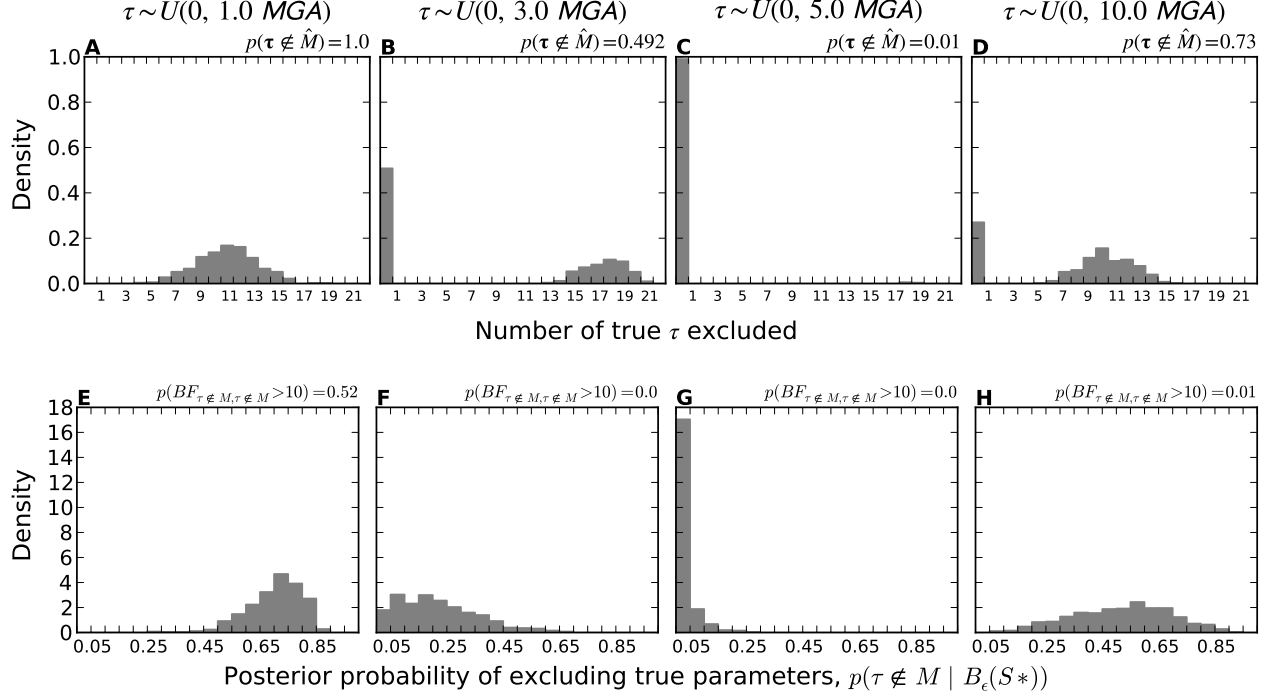 τ∼U(0, 1.0 MGA) τ∼U(0, 3.0 MGA) τ∼U(0, 5.0 MGA) τ∼U(0, 10.0 MGA)
A p(τ ∉ M̂)=1.0 B p(τ ∉ M̂)=0.492 C p(τ ∉ M̂)=0.01 D p(τ ∉ M̂)=0.73
1.0
0.8
0.6
0.4
0.2
0.0
Density
1 3 5 7 9 11 13 15 17 19 21 1 3 5 7 9 11 13 15 17 19 21 1 3 5 7 9 11 13 15 17 19 21 1 3 5 7 9 11 13 15 17 19 21
Number of true τ excluded
E p(BF_{τ ∉ M,τ ∉ M}>10)=0.52 F p(BF_{τ ∉ M,τ ∉ M}>10)=0.0 G p(BF_{τ ∉ M,τ ∉ M}>10)=0.0 H p(BF_{τ ∉ M,τ ∉ M}>10)=0.01
18
16
14
12
10
8
6
4
2
0
Density
0.05 0.25 0.45 0.65 0.85 0.05 0.25 0.45 0.65 0.85 0.05 0.25 0.45 0.65 0.85 0.05 0.25 0.45 0.65 0.85
Posterior probability of excluding true parameters, p(τ ∉ M | B_ϵ(S∗))